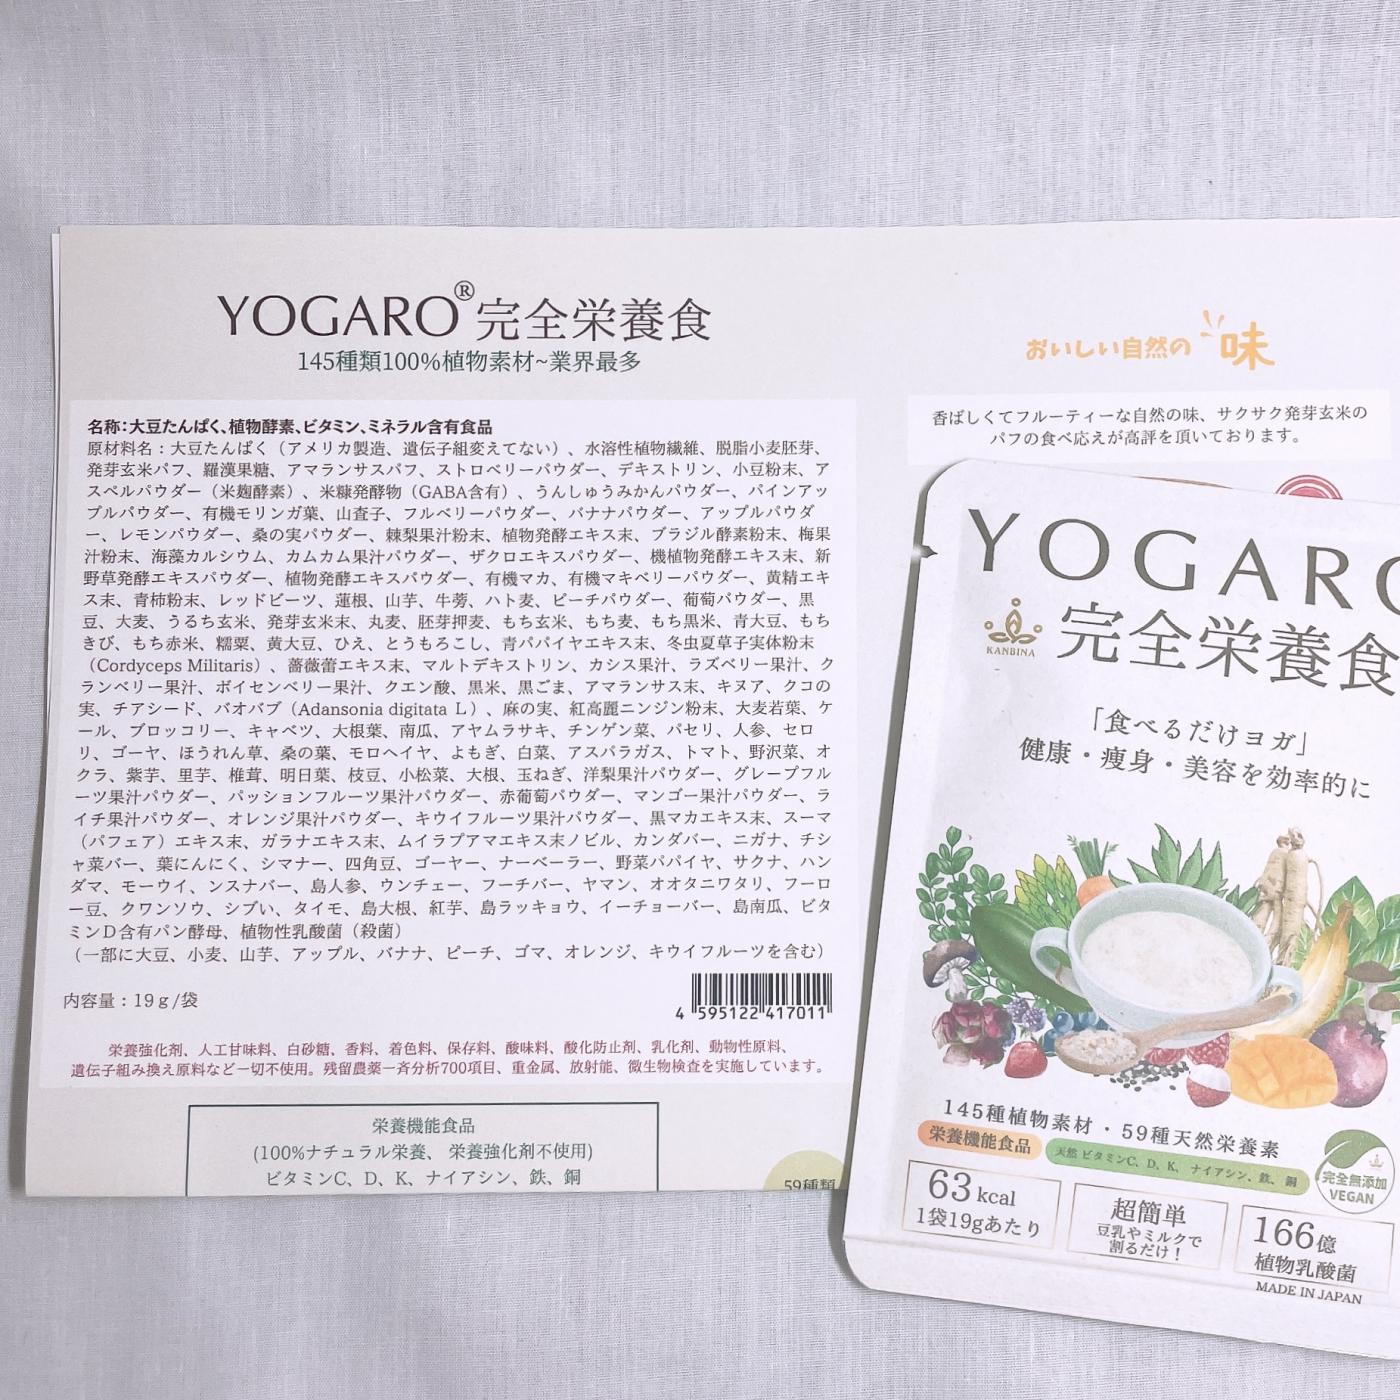 YOGARO®完全栄養食
145種類100%植物素材~業界最多
名称:大豆たんぱく、植物酵素、ビタミン、ミネラル含有食品
原材料名:大豆たんぱく(アメリカ製造、遺伝子組変えてない)、水溶性植物繊維、脱脂小麦胚芽、
発芽玄米パフ、羅漢果糖、アマランサスパフ、ストロベリーパウダー、デキストリン、小豆粉末、ア
スペルパウダー(米麹酵素)、米糠発酵物(GABA含有)、うんしゅうみかんパウダー、パインアッ
プルパウダー、有機モリンガ葉、山査子、フルベリーパウダー、バナナパウダー、アップルパウダ
ー、レモンパウダー、桑の実パウダー、棘梨果汁粉末、植物発酵エキス末、ブラジル酵素粉末、梅果
汁粉末、海藻カルシウム、カムカム果汁パウダー、ザクロエキスパウダー、機植物発酵エキス末、新
野草発酵エキスパウダー、植物発酵エキスパウダー、有機マカ、有機マキベリーパウダー、黄精エキ
ス末、青柿粉末、レッドビーツ、蓮根、山芋、牛蒡、ハト麦、ピーチパウダー、葡萄パウダー、黒
豆、大麦、うるち玄米、発芽玄米末、丸麦、胚芽押麦、もち玄米、もち麦、もち黒米、青大豆、もち
きび、もち赤米、糯粟、黄大豆、ひえ、とうもろこし、青パパイヤエキス末、冬虫夏草子実体粉末
(Cordyceps Militaris)、薔薇蕾エキス末、マルトデキストリン、カシス果汁、ラズベリー果汁、ク
ランベリー果汁、ボイセンベリー果汁、クエン酸、黒米、黒ごま、アマランサス末、キヌア、クコの
実、チアシード、バオバブ(Adansonia digitata L)、麻の実、紅高麗ニンジン粉末、大麦若葉、ケ
ール、ブロッコリー、キャベツ、大根葉、南瓜、アヤムラサキ、チンゲン菜、パセリ、人参、セロ
リ、ゴーヤ、ほうれん草、桑の葉、モロヘイヤ、よもぎ、白菜、アスパラガス、トマト、野沢菜、オ
クラ、紫芋、里芋、椎茸、明日葉、枝豆、小松菜、大根、玉ねぎ、洋梨果汁パウダー、グレープフル
ーツ果汁パウダー、パッションフルーツ果汁パウダー、赤葡萄パウダー、マンゴー果汁パウダー、ラ
イチ果汁パウダー、オレンジ果汁パウダー、キウイフルーツ果汁パウダー、黒マカエキス末、スーマ
(パフェア)エキス末、ガラナエキス末、ムイラプアマエキス末ノビル、カンダバー、ニガナ、チシ
ャ菜バー、葉にんにく、シマナー、四角豆、ゴーヤー、ナーベーラー、野菜パパイヤ、サクナ、ハン
ダマ、モーウイ、ンスナバー、島人参、ウンチェー、フーチバー、ヤマン、オオタニワタリ、フーロ
ー豆、クワンソウ、シブい、タイモ、島大根、紅芋、島ラッキョウ、イーチョーバー、島南瓜、ビタ
ミンD含有パン酵母、植物性乳酸菌(殺菌)
(一部に大豆、小麦、山芋、アップル、バナナ、ピーチ、ゴマ、オレンジ、キウイフルーツを含む)
内容量:19g/袋
4 595122 417011
栄養強化剤、人工甘味料、白砂糖、香料、着色料、保存料、酸味料、酸化防止剤、乳化剤、動物性原料、
遺伝子組み換え原料など一切不使用。残留農薬一斉分析700項目、重金属、放射能、微生物検査を実施しています。
栄養機能食品
(100%ナチュラル栄養、栄養強化剤不使用)
ビタミンC、D、K、ナイアシン、鉄、銅
59種類
おいしい自然の味
香ばしくてフルーティーな自然の味、サクサク発芽玄米の
パフの食べ応えが高評を頂いております。
YOGARO
KANBINA
完全栄養食
「食べるだけヨガ」
健康・痩身・美容を効率的に
145種植物素材・59種天然栄養素
栄養機能食品
天然 ビタミンC、D、K、ナイアシン、鉄、銅
完全無添加
VEGAN
63kcal
1袋19gあたり
超簡単
豆乳やミルクで
割るだけ!
166億
植物乳酸菌
MADE IN JAPAN